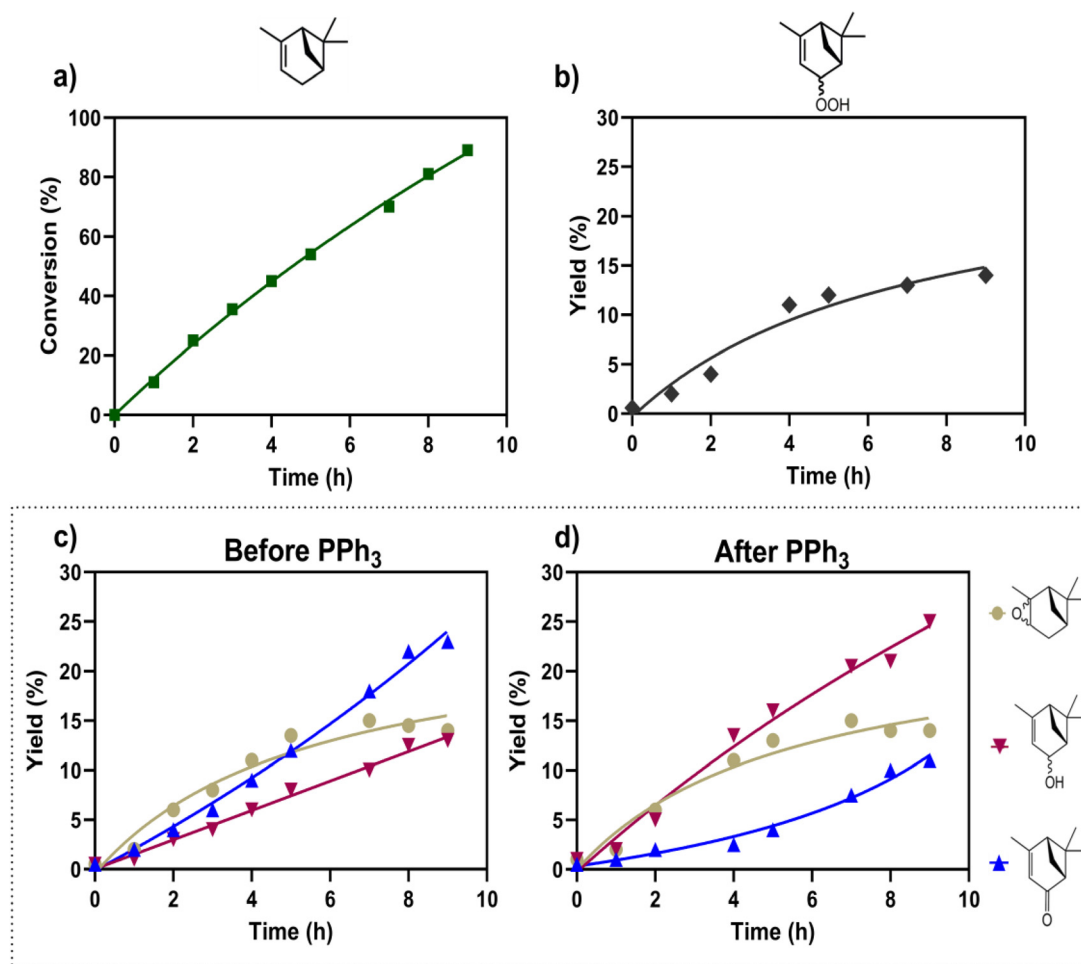 a)
b)
OOH
100
80
60
40
20
0
Conversion (%)
0 2 4 6 8 10
Time (h)
30
25
20
15
10
5
0
Yield (%)
0 2 4 6 8 10
Time (h)
c)
Before PPh₃
30
25
20
15
10
5
0
Yield (%)
0 2 4 6 8 10
Time (h)
d)
After PPh₃
30
25
20
15
10
5
0
Yield (%)
0 2 4 6 8 10
Time (h)
O
OH
O